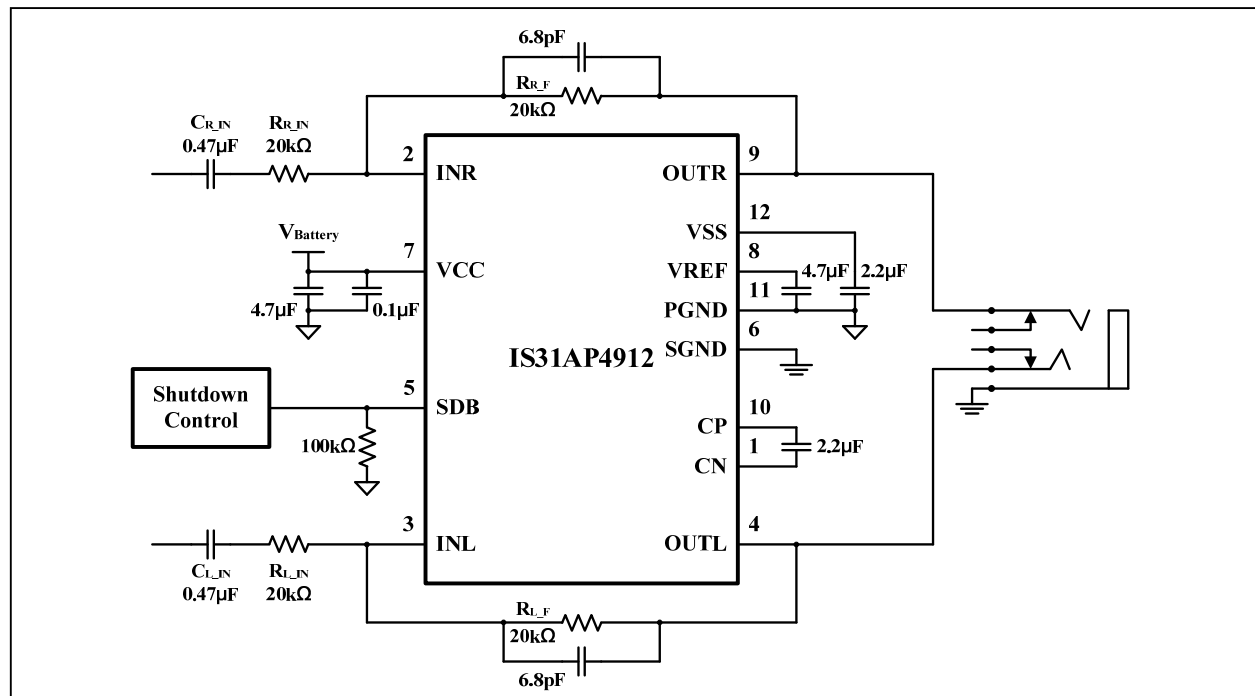 6.8pF
RR_F
20kΩ
CR_IN
0.47μF
RR_IN
20kΩ
2
INR
9
OUTR
VBattery
7
VCC
4.7μF
0.1μF
12
VSS
8
VREF
4.7μF
2.2μF
11
PGND
6
SGND
IS31AP4912
Shutdown
Control
5
SDB
100kΩ
10
CP
1
CN
2.2μF
3
INL
4
OUTL
CL_IN
0.47μF
RL_IN
20kΩ
RL_F
20kΩ
6.8pF